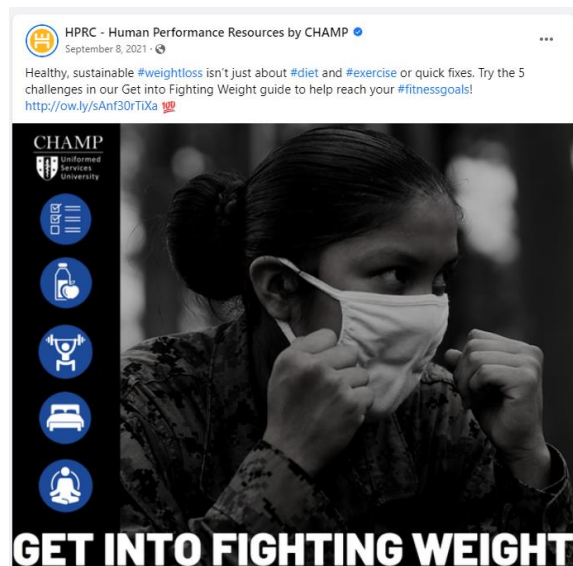 HPRC - Human Performance Resources by CHAMP
September 8, 2021 ·
Healthy, sustainable #weightloss isn't just about #diet and #exercise or quick fixes. Try the 5
challenges in our Get into Fighting Weight guide to help reach your #fitnessgoals!
http://ow.ly/sAnf30rTiXa 💯
CHAMP
Uniformed
Services
University
GET INTO FIGHTING WEIGHT